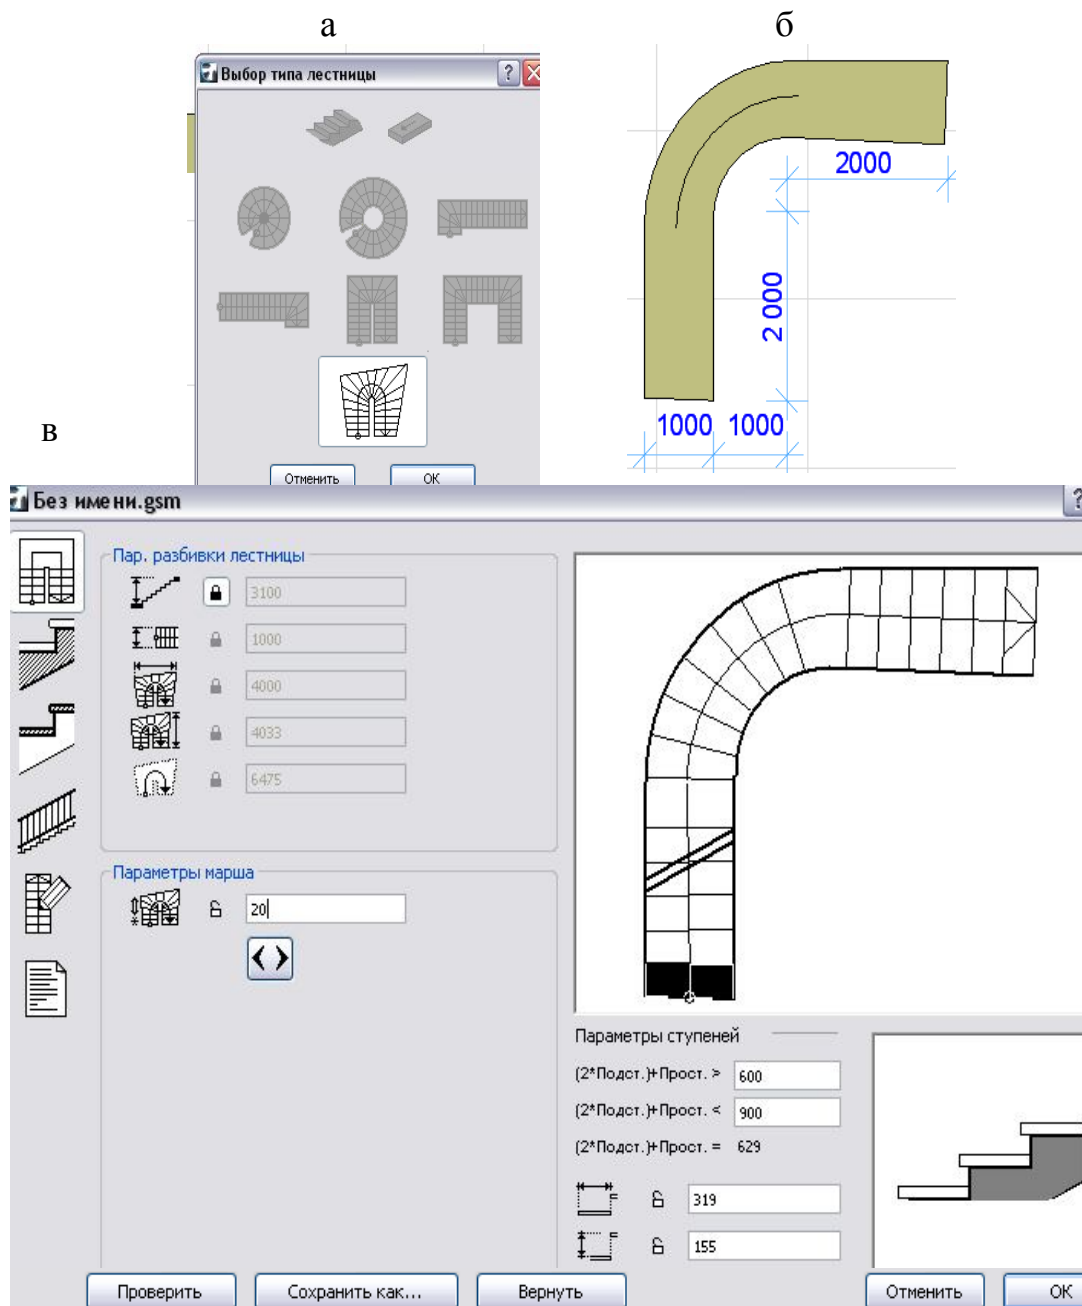 а
б
Выбор типа лестницы
?
Отменить
ОК
2000
2 000
1000
1000
в
Без имени.gsm
?
Пар. разбивки лестницы
3100
1000
4000
4033
6475
Параметры марша
20
Параметры ступеней
(2*Подст.)+Прост. > 600
(2*Подст.)+Прост. < 900
(2*Подст.)+Прост. = 629
319
155
Проверить
Сохранить как...
Вернуть
Отменить
ОК